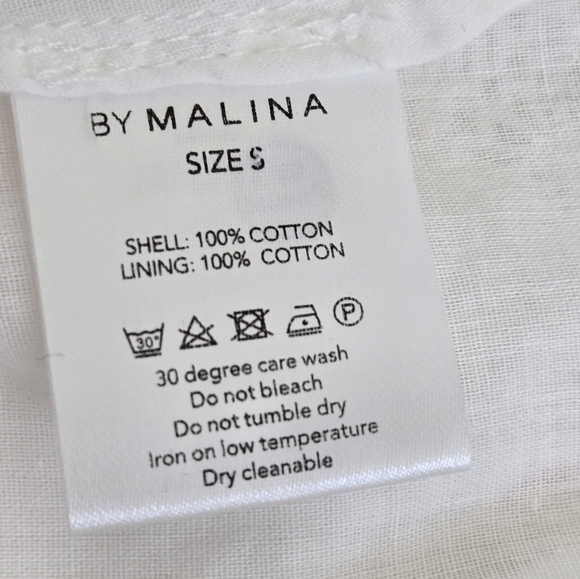 BY MALINA
SIZE S
SHELL: 100% COTTON
LINING: 100% COTTON
30°
P
30 degree care wash
Do not bleach
Do not tumble dry
Iron on low temperature
Dry cleanable